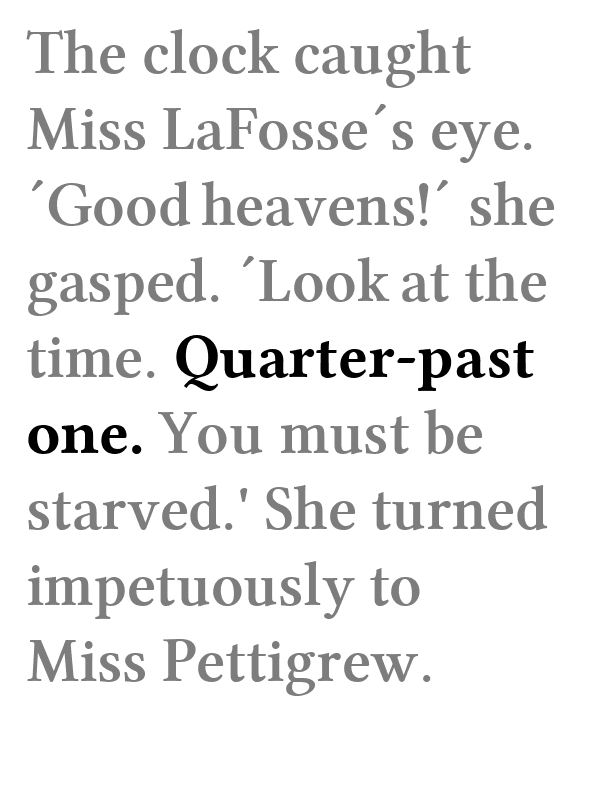 The clock caught
Miss LaFosse´s eye.
´Good heavens!´ she
gasped. ´Look at the
time. Quarter-past
one. You must be
starved.' She turned
impetuously to
Miss Pettigrew.